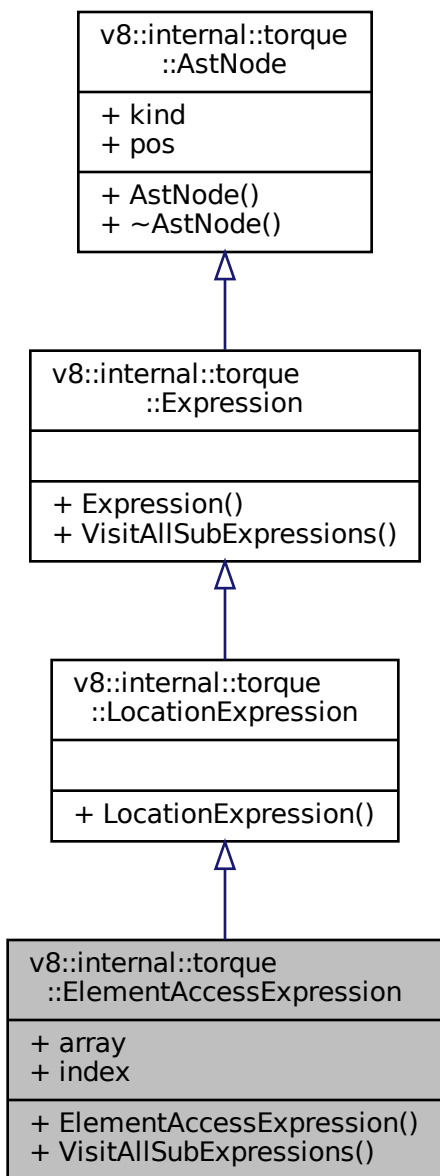 v8::internal::torque
::AstNode
+ kind
+ pos
+ AstNode()
+ ~AstNode()
v8::internal::torque
::Expression
+ Expression()
+ VisitAllSubExpressions()
v8::internal::torque
::LocationExpression
+ LocationExpression()
v8::internal::torque
::ElementAccessExpression
+ array
+ index
+ ElementAccessExpression()
+ VisitAllSubExpressions()